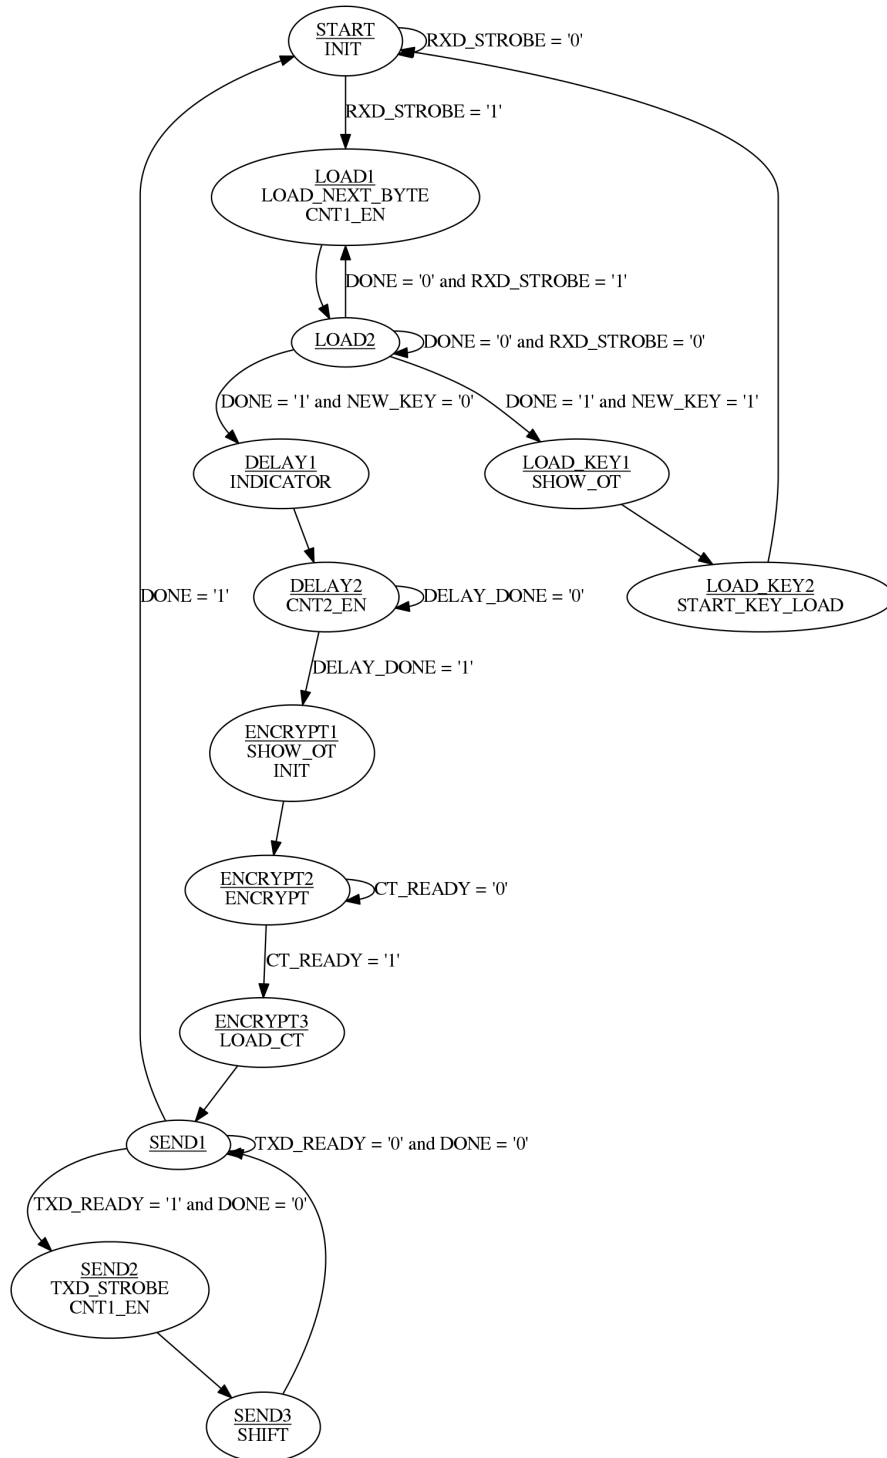 START
INIT
RXD_STROBE = '0'
RXD_STROBE = '1'
LOAD1
LOAD_NEXT_BYTE
CNT1_EN
DONE = '0' and RXD_STROBE = '1'
LOAD2
DONE = '0' and RXD_STROBE = '0'
DONE = '1' and NEW_KEY = '0'
DONE = '1' and NEW_KEY = '1'
DELAY1
INDICATOR
LOAD_KEY1
SHOW_OT
DELAY2
CNT2_EN
DELAY_DONE = '0'
LOAD_KEY2
START_KEY_LOAD
DONE = '1'
DELAY_DONE = '1'
ENCRYPT1
SHOW_OT
INIT
ENCRYPT2
ENCRYPT
CT_READY = '0'
CT_READY = '1'
ENCRYPT3
LOAD_CT
SEND1
TXD_READY = '0' and DONE = '0'
TXD_READY = '1' and DONE = '0'
SEND2
TXD_STROBE
CNT1_EN
SEND3
SHIFT